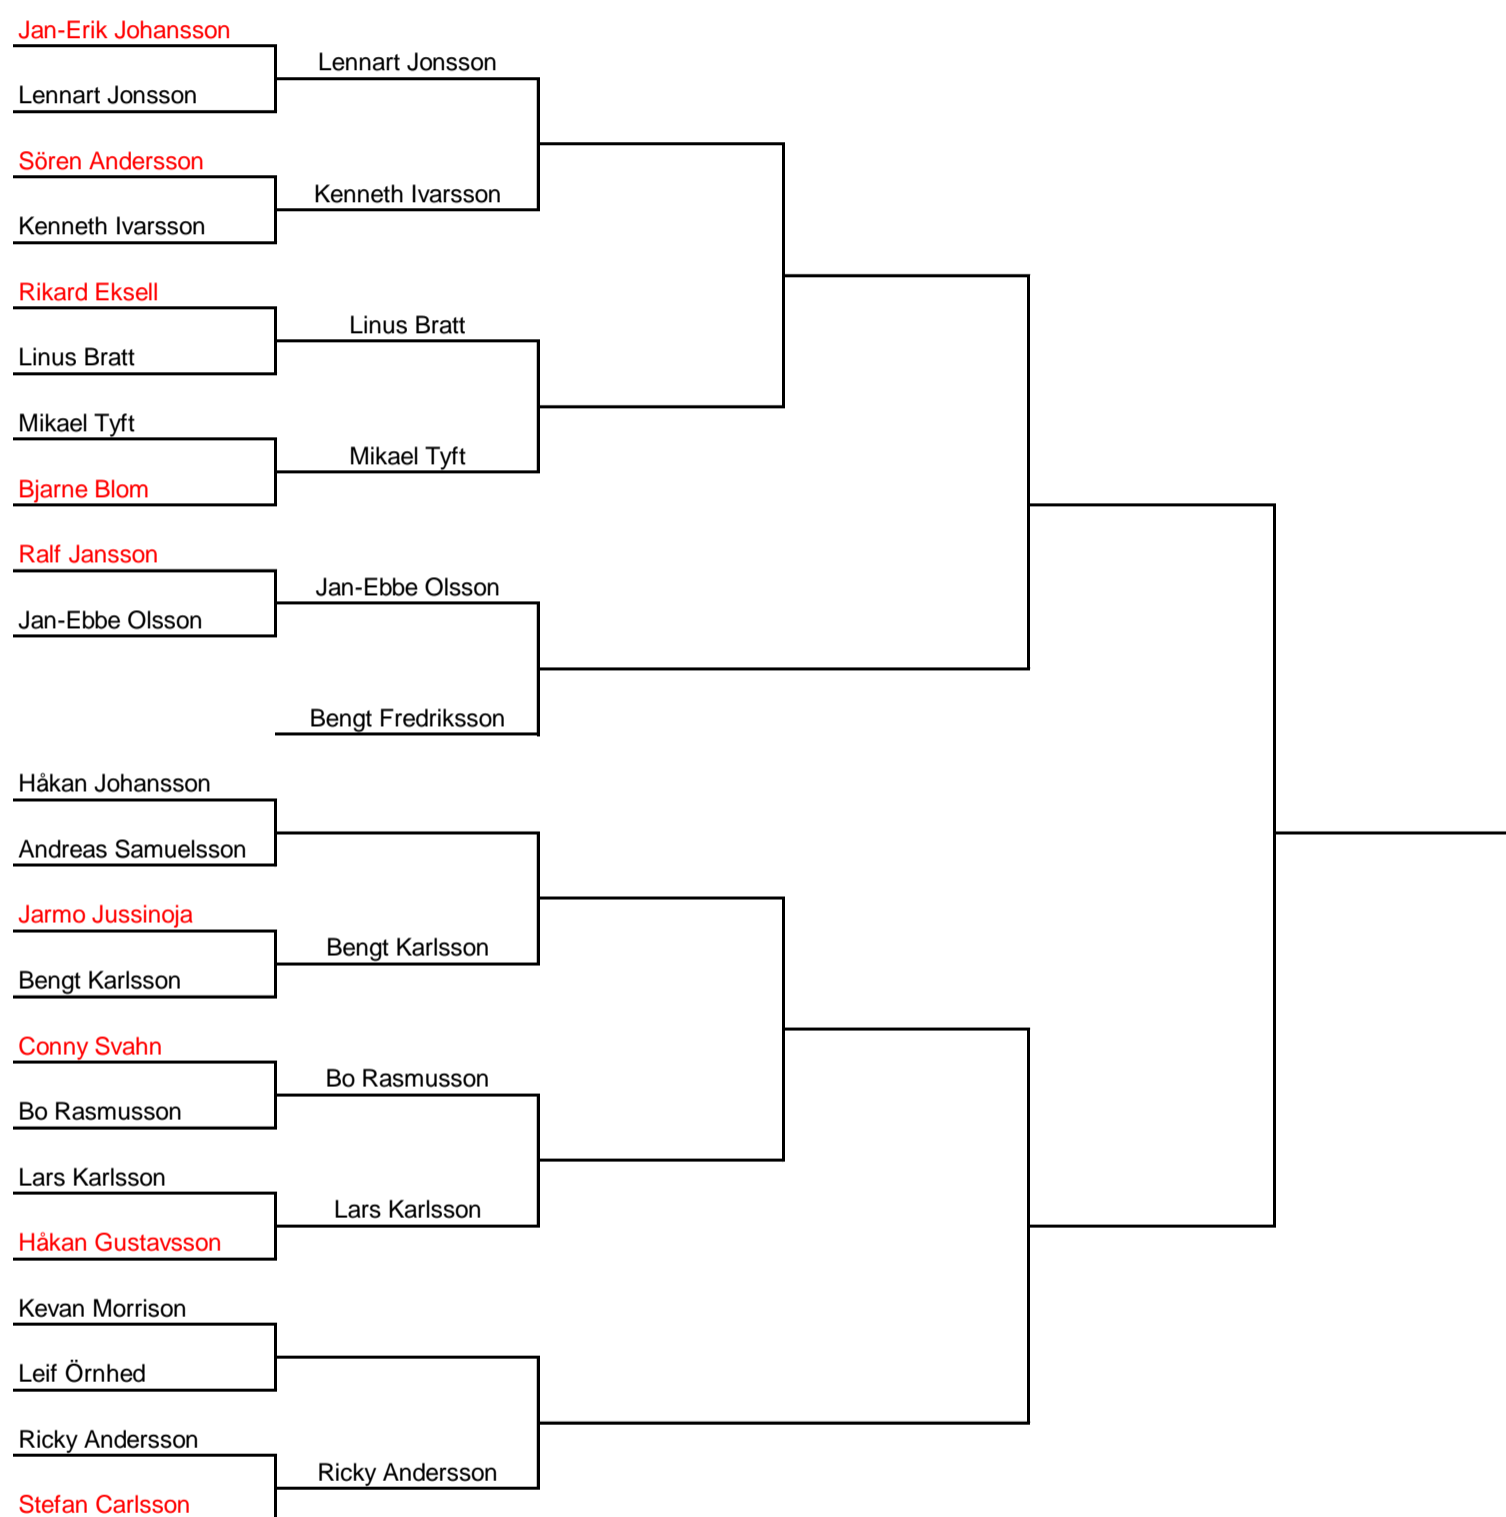 Jan-Erik Johansson
Lennart Jonsson
Lennart Jonsson
Sören Andersson
Kenneth Ivarsson
Kenneth Ivarsson
Rikard Eksell
Linus Bratt
Linus Bratt
Mikael Tyft
Mikael Tyft
Bjarne Blom
Ralf Jansson
Jan-Ebbe Olsson
Jan-Ebbe Olsson
Bengt Fredriksson
Håkan Johansson
Andreas Samuelsson
Jarmo Jussinoja
Bengt Karlsson
Bengt Karlsson
Conny Svahn
Bo Rasmusson
Bo Rasmusson
Lars Karlsson
Lars Karlsson
Håkan Gustavsson
Kevan Morrison
Leif Örnhed
Ricky Andersson
Ricky Andersson
Stefan Carlsson